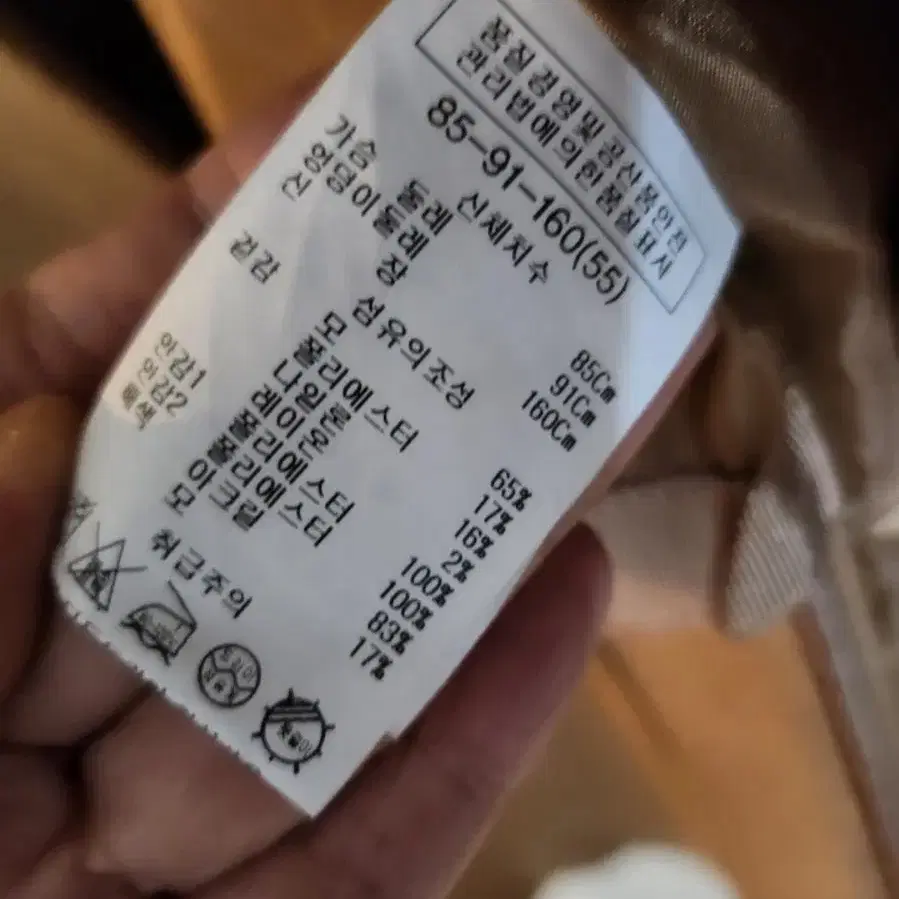 품질경영및공산품안전
관리법에의한품질표시
85-91-160(55)
신체치수
가슴 둘레 85Cm
엉덩이둘레 91Cm
신 장 160Cm
섬유의조성
겉감 모 65%
폴리에스터 17%
나일론 16%
레이온 2%
안감1 폴리에스터 100%
안감2 폴리에스터 100%
배색 아크릴 83%
모 17%
취급주의
드라이